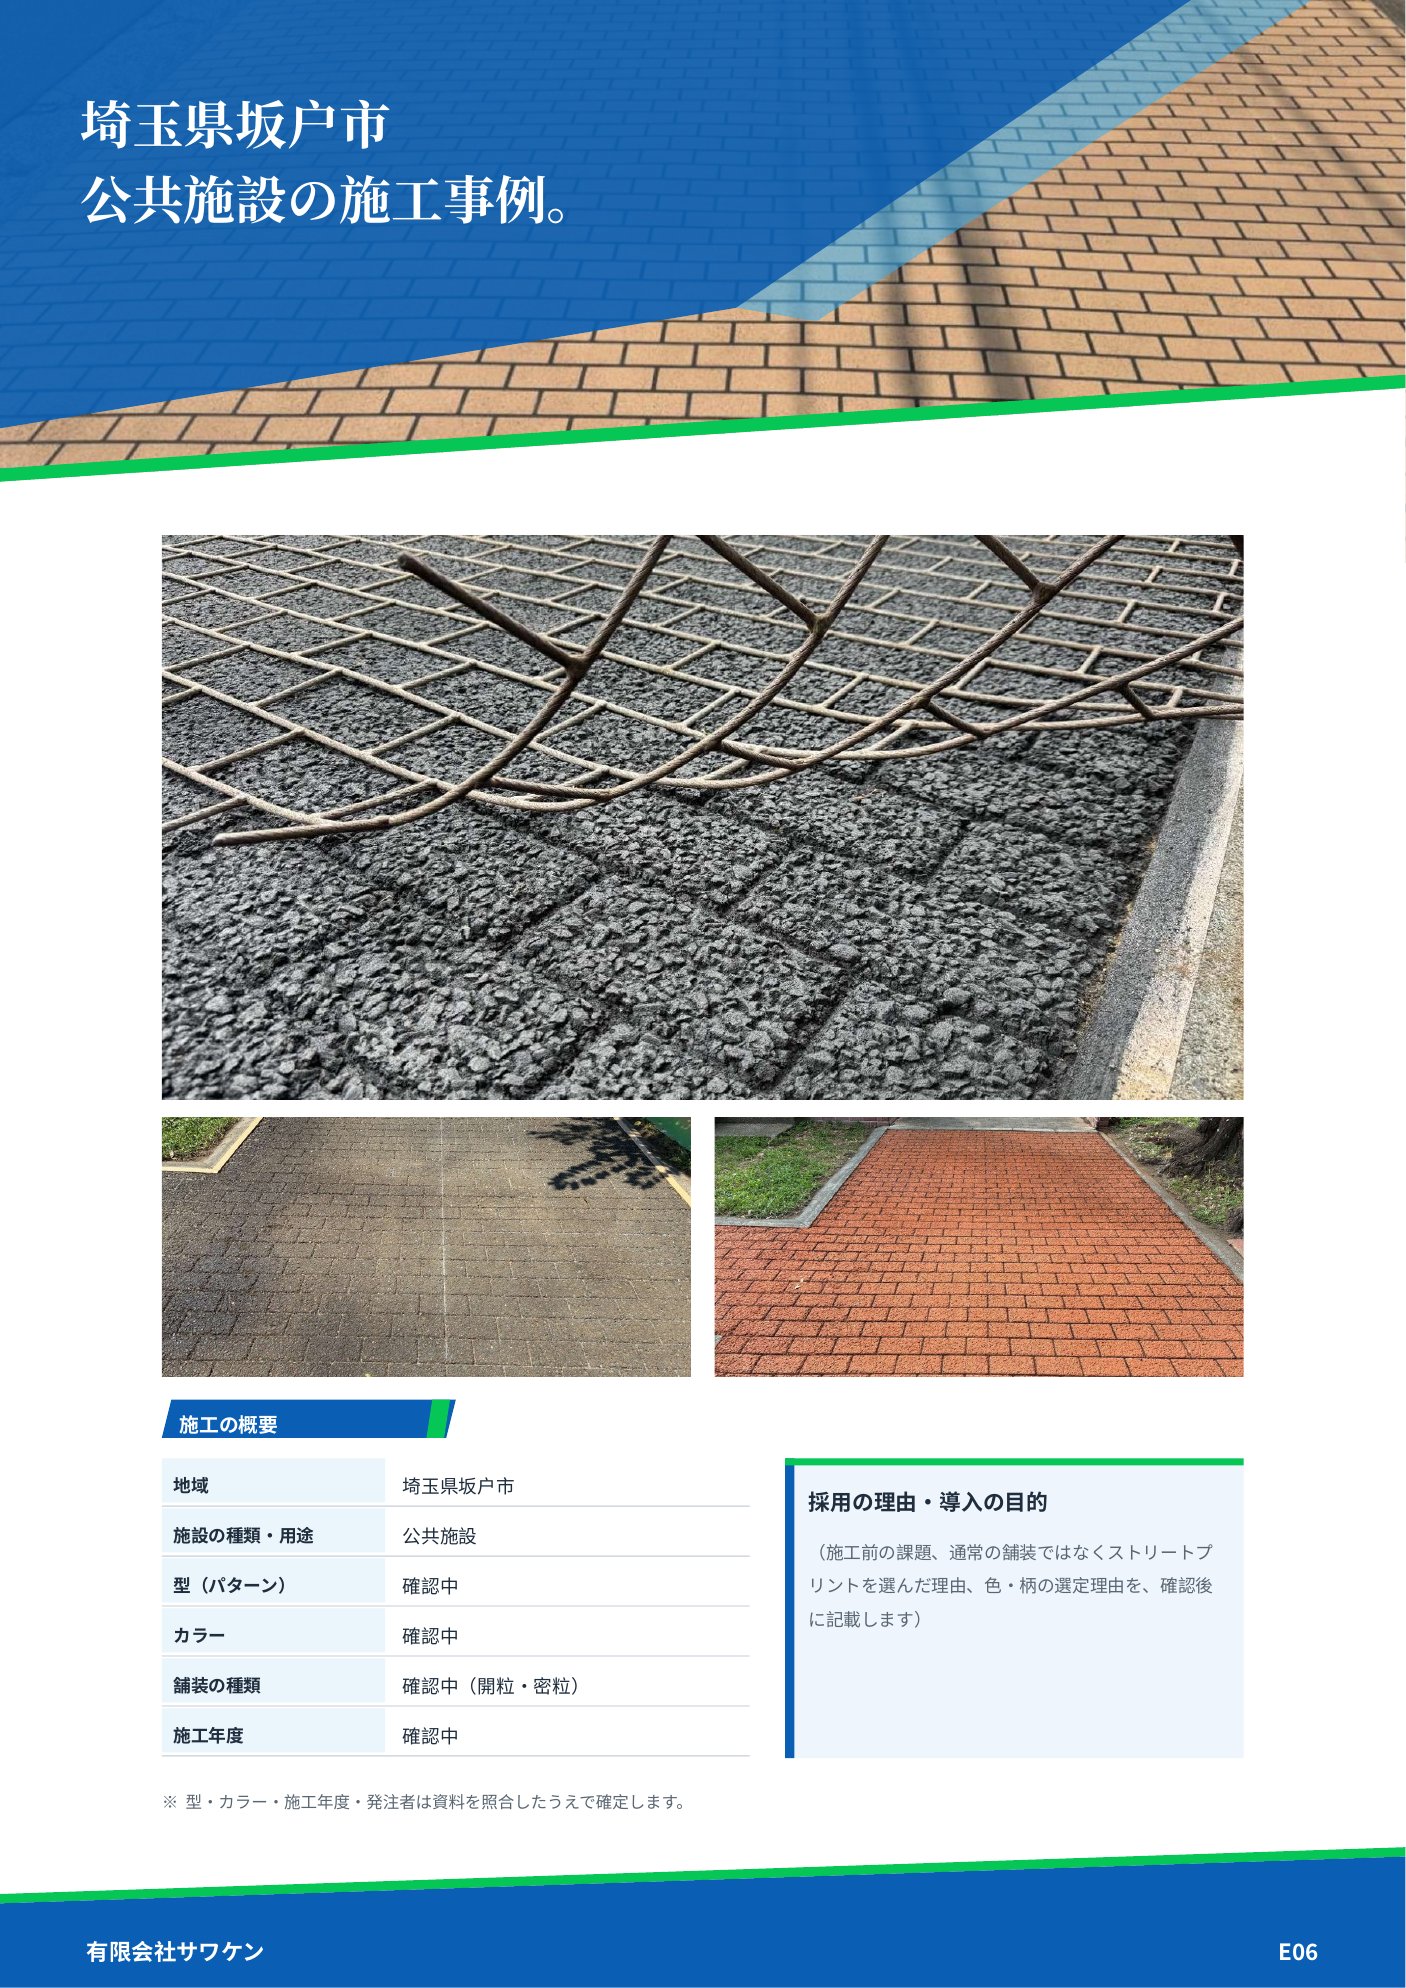 埼玉県坂戸市
公共施設の施工事例。
施工の概要
地域 埼玉県坂戸市
施設の種類・用途 公共施設
型（パターン） 確認中
カラー 確認中
舗装の種類 確認中（開粒・密粒）
施工年度 確認中
採用の理由・導入の目的
（施工前の課題、通常の舗装ではなくストリートプ
リントを選んだ理由、色・柄の選定理由を、確認後
に記載します）
※ 型・カラー・施工年度・発注者は資料を照合したうえで確定します。
有限会社サワケン
E06